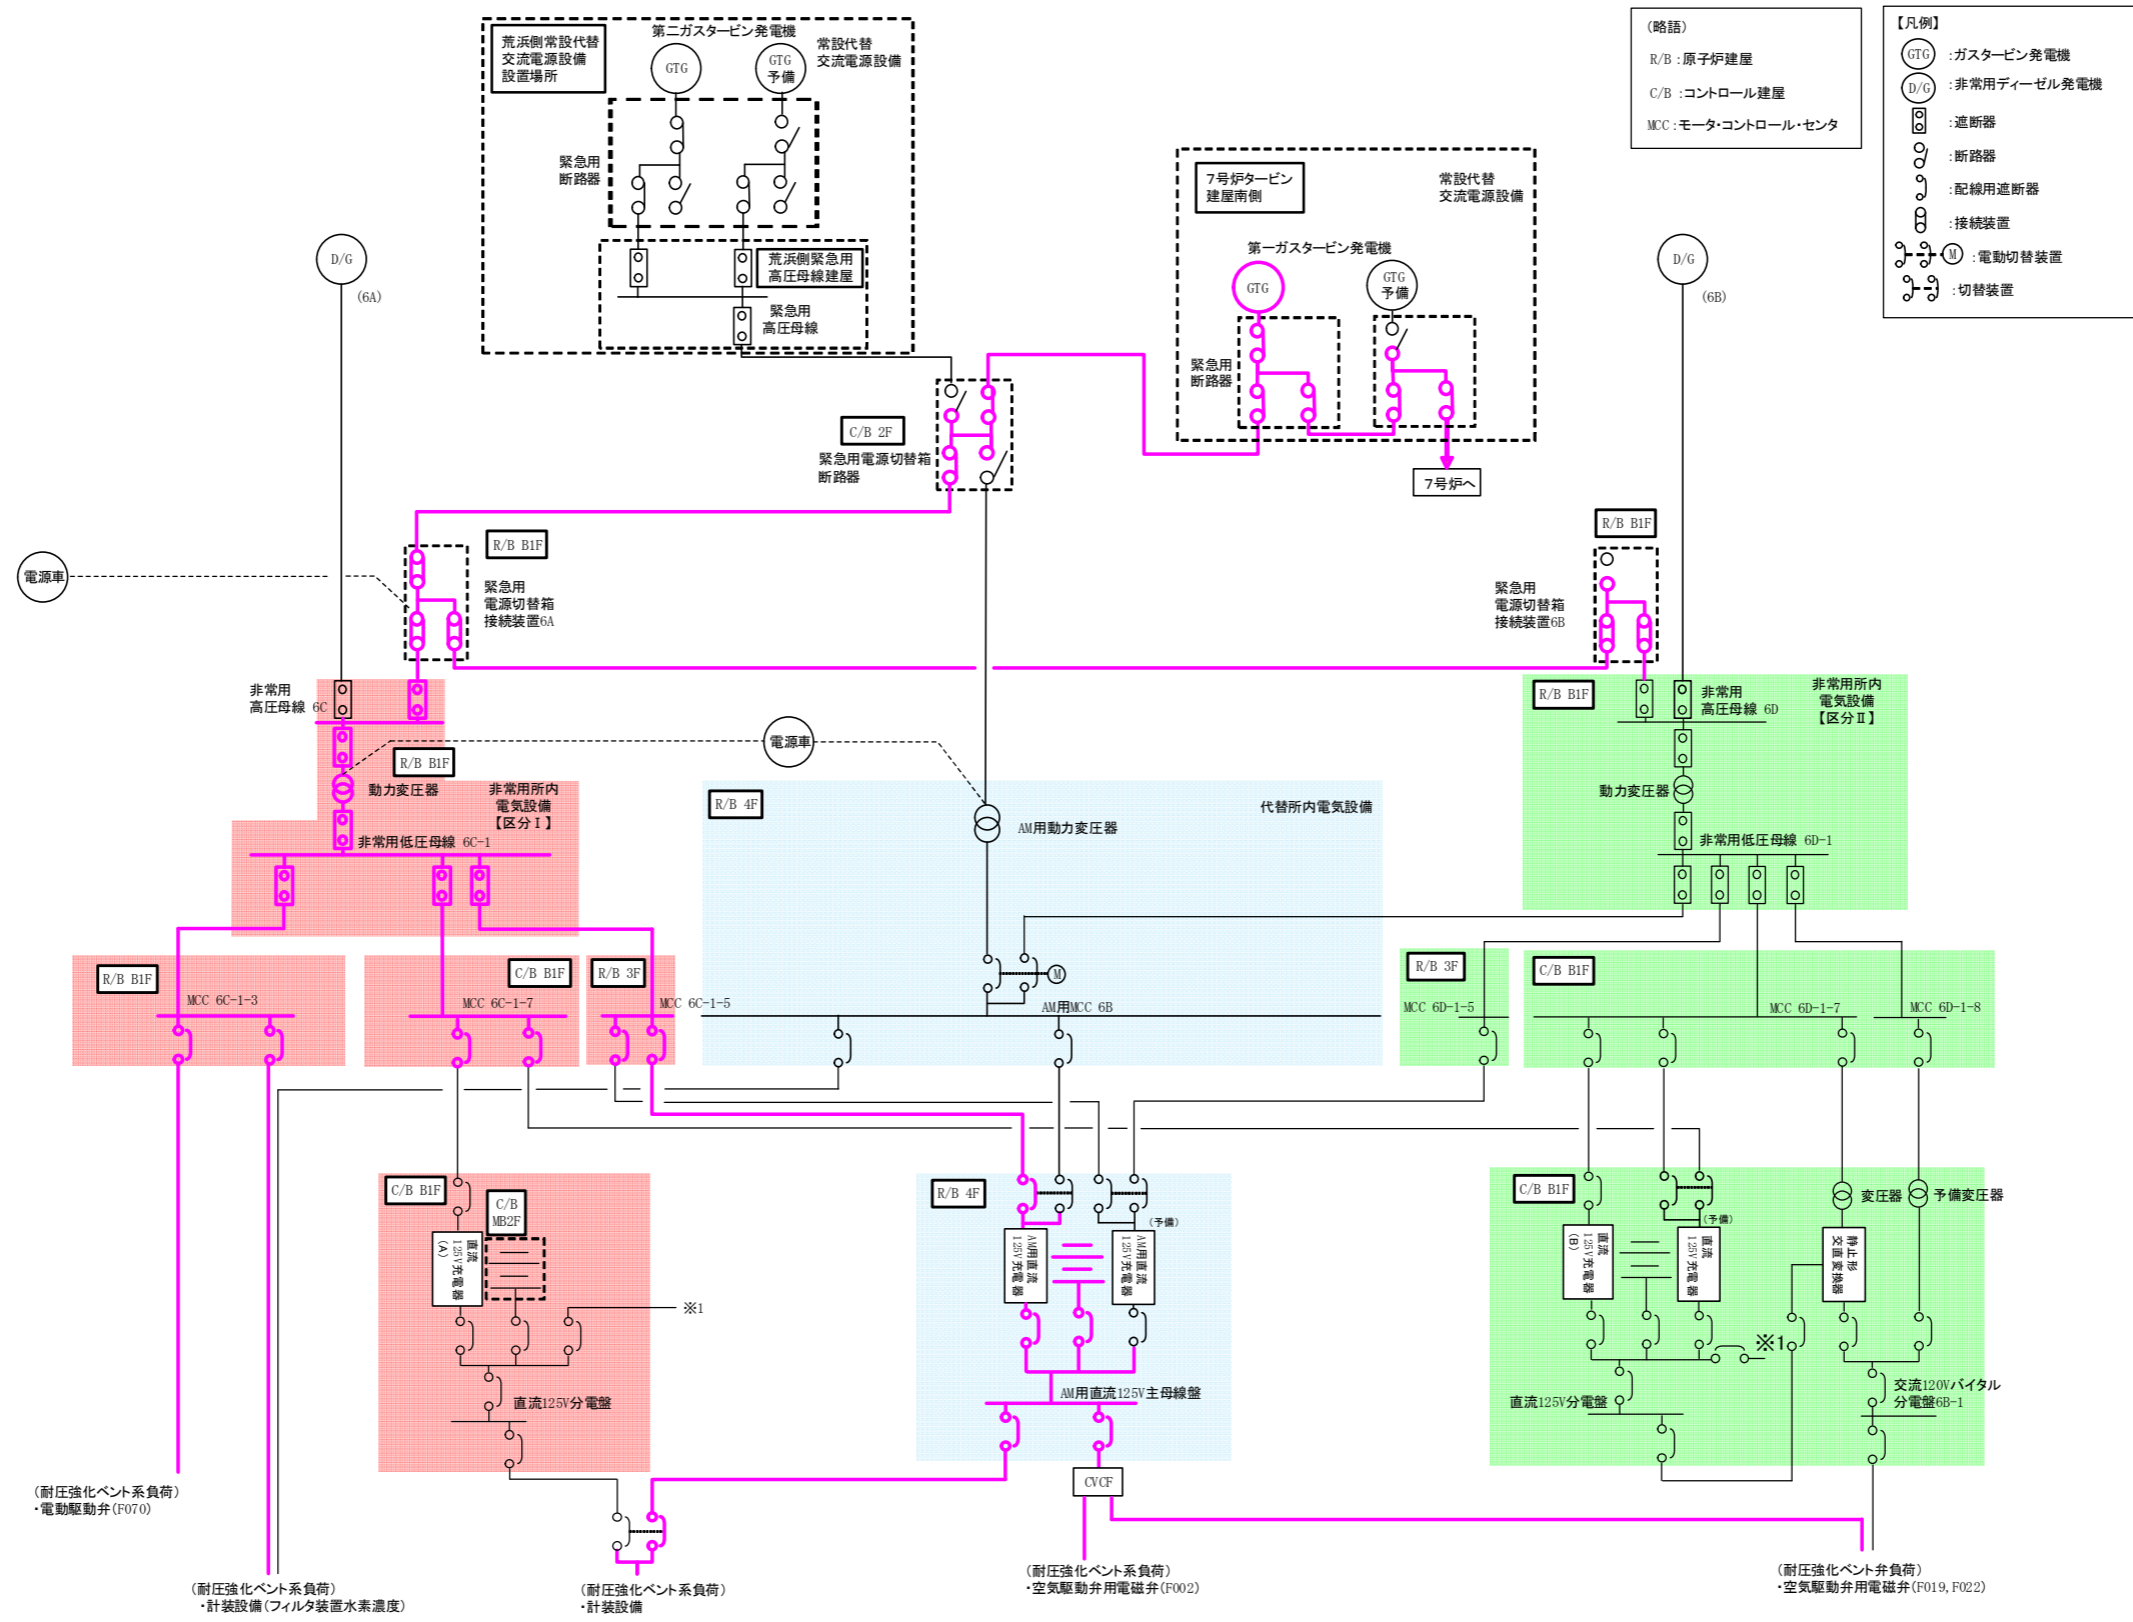 荒浜側常設代替
交流電源設備
設置場所
第二ガスタービン発電機
GTG
GTG
予備
常設代替
交流電源設備
緊急用
断路器
荒浜側緊急用
高圧母線建屋
緊急用
高圧母線
(略語)
R/B:原子炉建屋
C/B:コントロール建屋
MCC:モータ・コントロール・センタ
【凡例】
GTG :ガスタービン発電機
D/G :非常用ディーゼル発電機
:遮断器
:断路器
:配線用遮断器
:接続装置
M :電動切替装置
:切替装置
7号炉タービン
建屋南側
常設代替
交流電源設備
第一ガスタービン発電機
GTG
GTG
予備
緊急用
断路器
7号炉へ
D/G
(6A)
D/G
(6B)
C/B 2F
緊急用電源切替箱
断路器
電源車
R/B B1F
緊急用
電源切替箱
接続装置6A
R/B B1F
緊急用
電源切替箱
接続装置6B
非常用
高圧母線 6C
R/B B1F
動力変圧器
非常用所内
電気設備
【区分Ⅰ】
非常用低圧母線 6C-1
電源車
R/B 4F
代替所内電気設備
AM用動力変圧器
M
AM用MCC 6B
R/B B1F
非常用
高圧母線 6D
非常用所内
電気設備
【区分Ⅱ】
動力変圧器
非常用低圧母線 6D-1
R/B B1F
MCC 6C-1-3
C/B B1F
MCC 6C-1-7
R/B 3F
MCC 6C-1-5
R/B 3F
MCC 6D-1-5
C/B B1F
MCC 6D-1-7
MCC 6D-1-8
C/B B1F
C/B
MB2F
直流
125V充電器
(A)
※1
直流125V分電盤
R/B 4F
(予備)
AM用直流
125V充電器
AM用直流
125V充電器
AM用直流125V主母線盤
CVCF
C/B B1F
(予備)
直流
125V充電器
(B)
直流
125V充電器
変圧器
予備変圧器
静止形
交直変換器
※1
直流125V分電盤
交流120Vバイタル
分電盤6B-1
(耐圧強化ベント系負荷)
・電動駆動弁(F070)
(耐圧強化ベント系負荷)
・計装設備(フィルタ装置水素濃度)
(耐圧強化ベント系負荷)
・計装設備
(耐圧強化ベント系負荷)
・空気駆動弁用電磁弁(F002)
(耐圧強化ベント弁負荷)
・空気駆動弁用電磁弁(F019,F022)